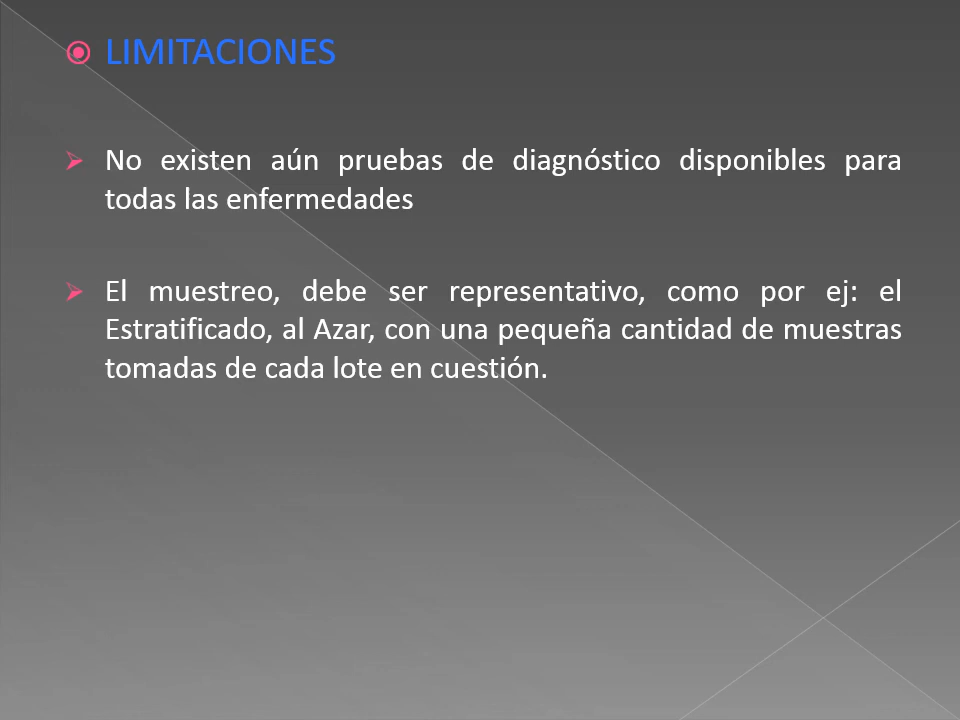 LIMITACIONES
No existen aún pruebas de diagnóstico disponibles para
todas las enfermedades
El muestreo, debe ser representativo, como por ej: el
Estratificado, al Azar, con una pequeña cantidad de muestras
tomadas de cada lote en cuestión.